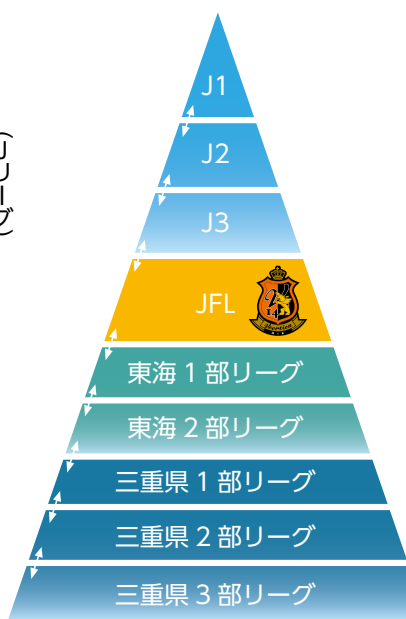 J1
J2
(Jリーグ)
J3
JFL
東海1部リーグ
東海2部リーグ
三重県1部リーグ
三重県2部リーグ
三重県3部リーグ